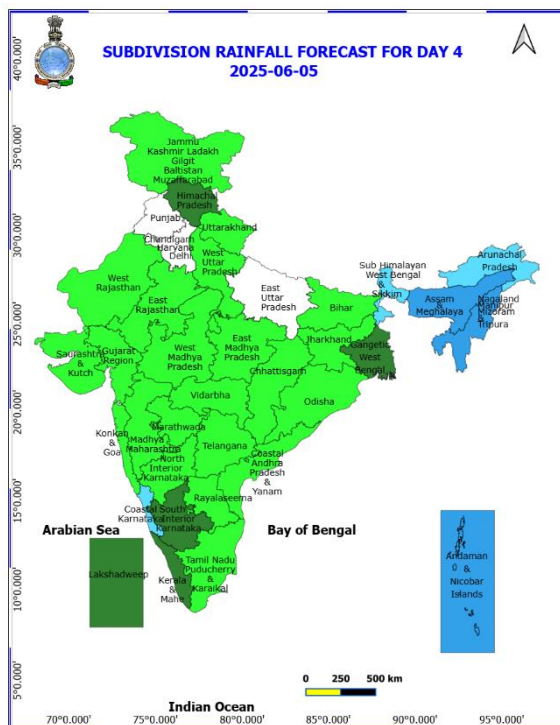 SUBDIVISION RAINFALL FORECAST FOR DAY 4
2025-06-05
40°0.000'
35°0.000'
30°0.000'
25°0.000'
20°0.000'
15°0.000'
10°0.000'
5°0.000'
Jammu
Kashmir Ladakh
Gilgit
Baltistan
Muzaffarabad
Himachal
Pradesh
Punjab
Uttarakhand
Chandigarh
Haryana
Delhi
West
Uttar
Pradesh
Sub Himalayan
West Bengal
&
Sikkim
Arunachal
Pradesh
West
Rajasthan
East
Rajasthan
East
Uttar
Pradesh
Bihar
Assam
&
Meghalaya
Nagaland
Manipur
Mizoram
&
Tripura
Saurashtra
&
Kutch
Gujarat
Region
West
Madhya
Pradesh
East
Madhya
Pradesh
Jharkhand
Gangetic
West
Bengal
Chhattisgarh
Vidarbha
Odisha
Konkan
&
Goa
Madhya
Maharashtra
Marathwada
Telangana
North
Interior
Karnataka
Coastal
Andhra
Pradesh
&
Yanam
Rayalaseema
Coastal
Karnataka
South
Interior
Karnataka
Arabian Sea
Bay of Bengal
Lakshadweep
Kerala
&
Mahe
Tamil Nadu
Puducherry
&
Karaikal
Andaman
&
Nicobar
Islands
0 250 500 km
Indian Ocean
70°0.000' 75°0.000' 80°0.000' 85°0.000' 90°0.000' 95°0.000'